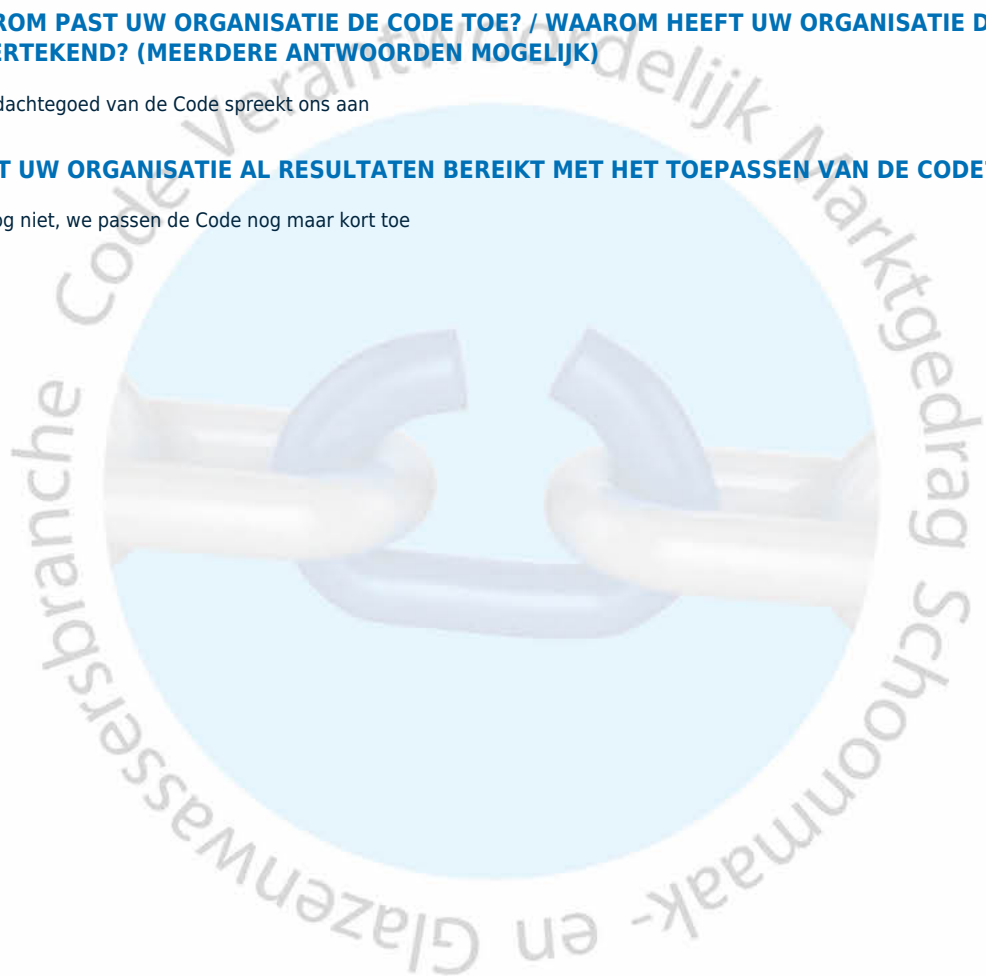 ROM PAST UW ORGANISATIE DE CODE TOE? / WAAROM HEEFT UW ORGANISATIE D
ERTEKEND? (MEERDERE ANTWOORDEN MOGELIJK)
dachtegoed van de Code spreekt ons aan
T UW ORGANISATIE AL RESULTATEN BEREIKT MET HET TOEPASSEN VAN DE CODE?
og niet, we passen de Code nog maar kort toe
Code Verantwoordelijk Marktgedrag Schoonmaak- en Glazenwassersbranche